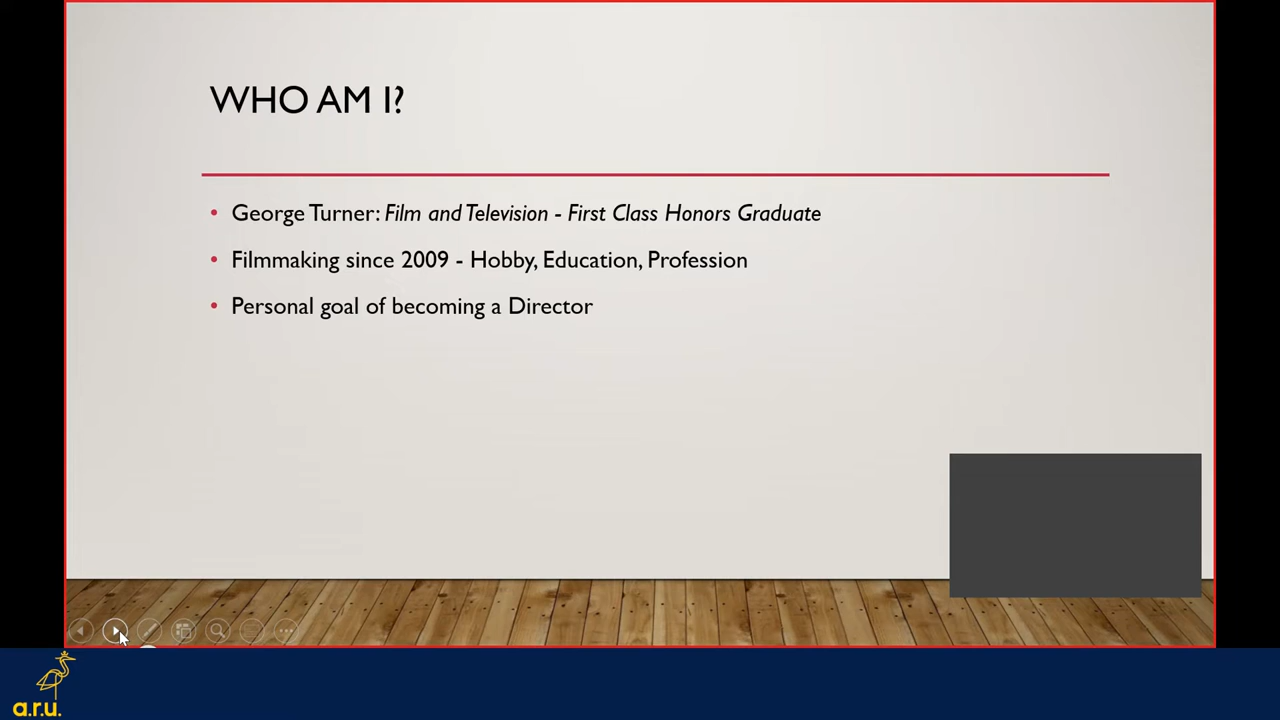 WHO AM I?
• George Turner: Film and Television - First Class Honors Graduate
• Filmmaking since 2009 - Hobby, Education, Profession
• Personal goal of becoming a Director
a.r.u.